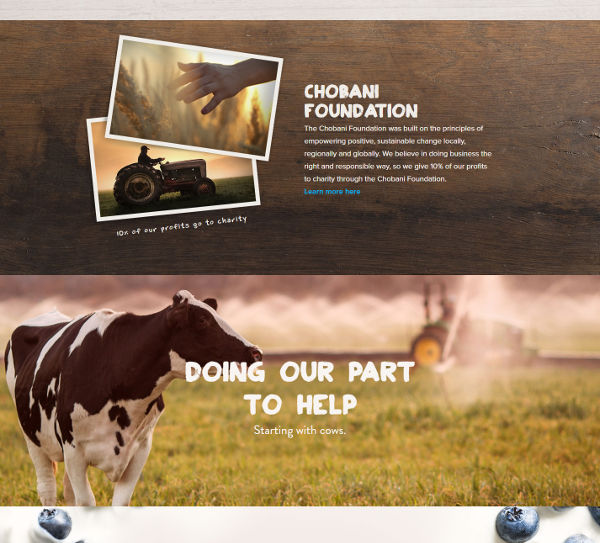 CHOBANI
FOUNDATION
The Chobani Foundation was built on the principles of
empowering positive, sustainable change locally,
regionally and globally. We believe in doing business the
right and responsible way, so we give 10% of our profits
to charity through the Chobani Foundation.
Learn more here
10% of our profits go to charity
DOING OUR PART
TO HELP
Starting with cows.